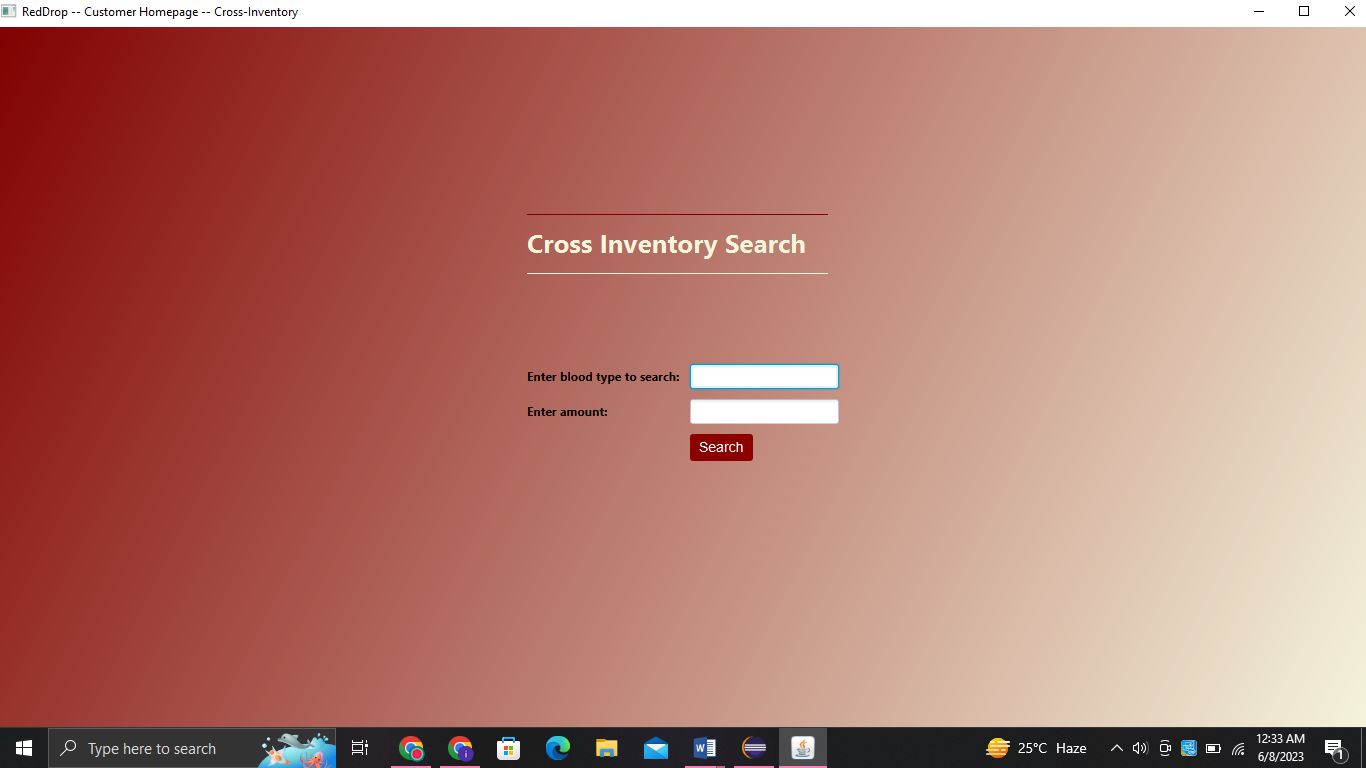 RedDrop -- Customer Homepage -- Cross-Inventory
Cross Inventory Search
Enter blood type to search:
Enter amount:
Search
Type here to search
25°C Haze
12:33 AM
6/8/2023
1